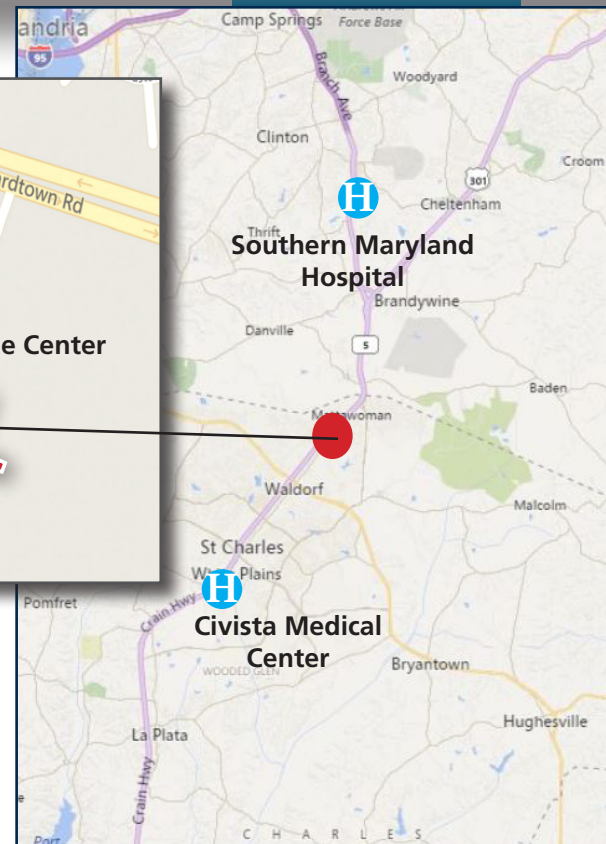 andria
95
Camp Springs
Force Base
Branch Ave
Woodyard
Clinton
Croom
301
Cheltenham
H
Thrift
Southern Maryland
Hospital
Brandywine
rdtown Rd
Danville
5
e Center
Baden
Waldorf
Malcolm
St Charles
Plains
H
Pomfret
Crain Hwy
Civista Medical
Center
WOODED GLEN
Bryantown
Hughesville
La Plata
Crain Hwy
e
Port
C H A R L E S